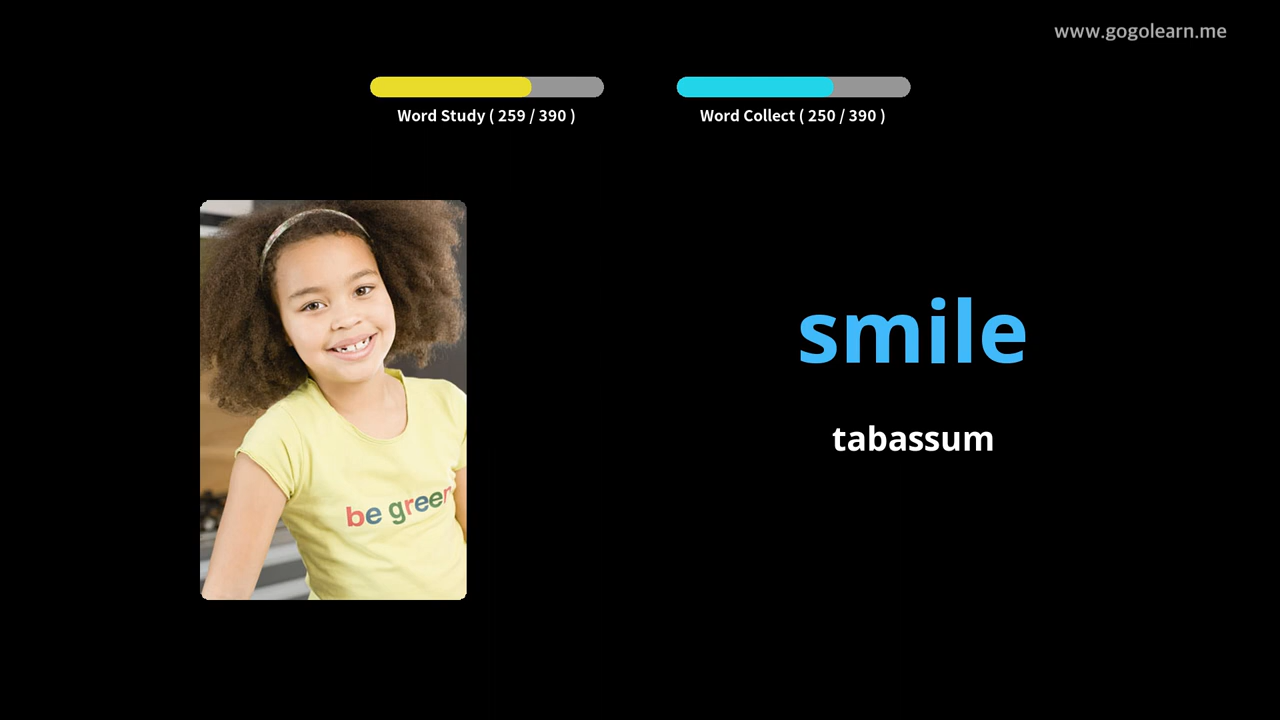 www.gogolearn.me
Word Study ( 259 / 390 )
Word Collect ( 250 / 390 )
smile
tabassum
be green